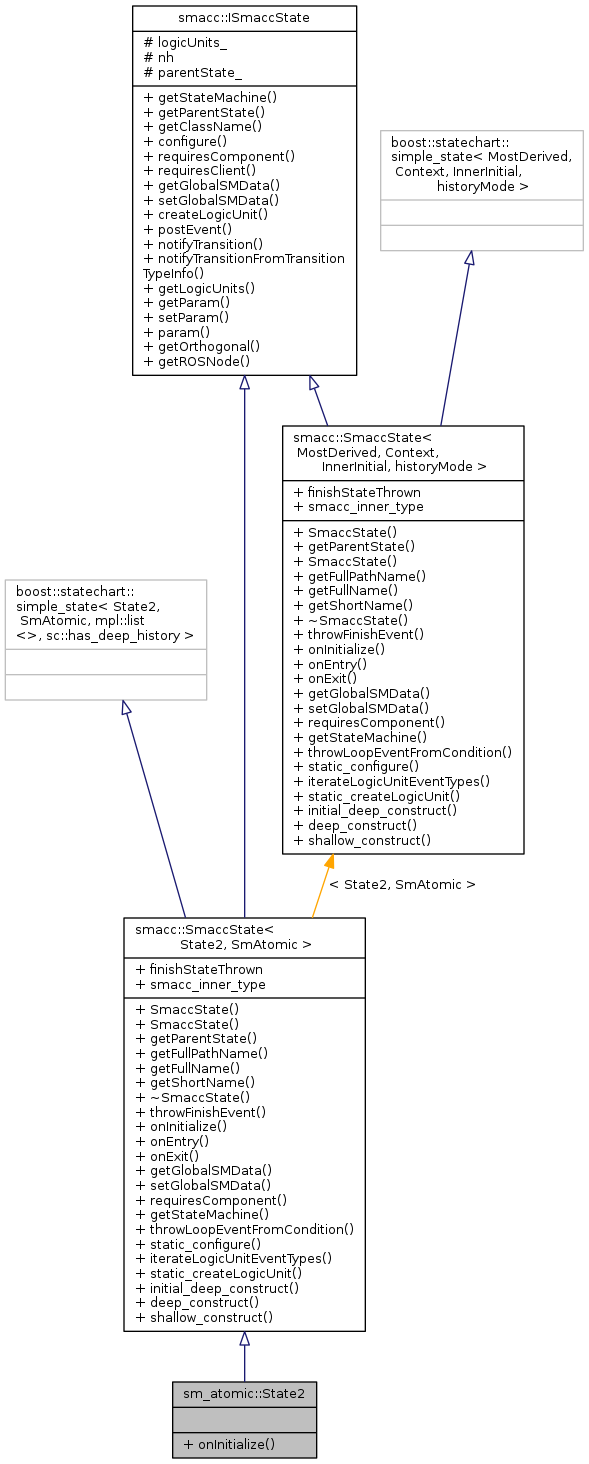 smacc::ISmaccState
# logicUnits_
# nh
# parentState_
+ getStateMachine()
+ getParentState()
+ getClassName()
+ configure()
+ requiresComponent()
+ requiresClient()
+ getGlobalSMData()
+ setGlobalSMData()
+ createLogicUnit()
+ postEvent()
+ notifyTransition()
+ notifyTransitionFromTransition
TypeInfo()
+ getLogicUnits()
+ getParam()
+ setParam()
+ param()
+ getOrthogonal()
+ getROSNode()
boost::statechart::
simple_state< MostDerived,
Context, InnerInitial,
historyMode >
smacc::SmaccState<
MostDerived, Context,
InnerInitial, historyMode >
+ finishStateThrown
+ smacc_inner_type
+ SmaccState()
+ getParentState()
+ SmaccState()
+ getFullPathName()
+ getFullName()
+ getShortName()
+ ~SmaccState()
+ throwFinishEvent()
+ onInitialize()
+ onEntry()
+ onExit()
+ getGlobalSMData()
+ setGlobalSMData()
+ requiresComponent()
+ getStateMachine()
+ throwLoopEventFromCondition()
+ static_configure()
+ iterateLogicUnitEventTypes()
+ static_createLogicUnit()
+ initial_deep_construct()
+ deep_construct()
+ shallow_construct()
boost::statechart::
simple_state< State2,
SmAtomic, mpl::list
<>, sc::has_deep_history >
< State2, SmAtomic >
smacc::SmaccState<
State2, SmAtomic >
+ finishStateThrown
+ smacc_inner_type
+ SmaccState()
+ SmaccState()
+ getParentState()
+ getFullPathName()
+ getFullName()
+ getShortName()
+ ~SmaccState()
+ throwFinishEvent()
+ onInitialize()
+ onEntry()
+ onExit()
+ getGlobalSMData()
+ setGlobalSMData()
+ requiresComponent()
+ getStateMachine()
+ throwLoopEventFromCondition()
+ static_configure()
+ iterateLogicUnitEventTypes()
+ static_createLogicUnit()
+ initial_deep_construct()
+ deep_construct()
+ shallow_construct()
sm_atomic::State2
+ onInitialize()